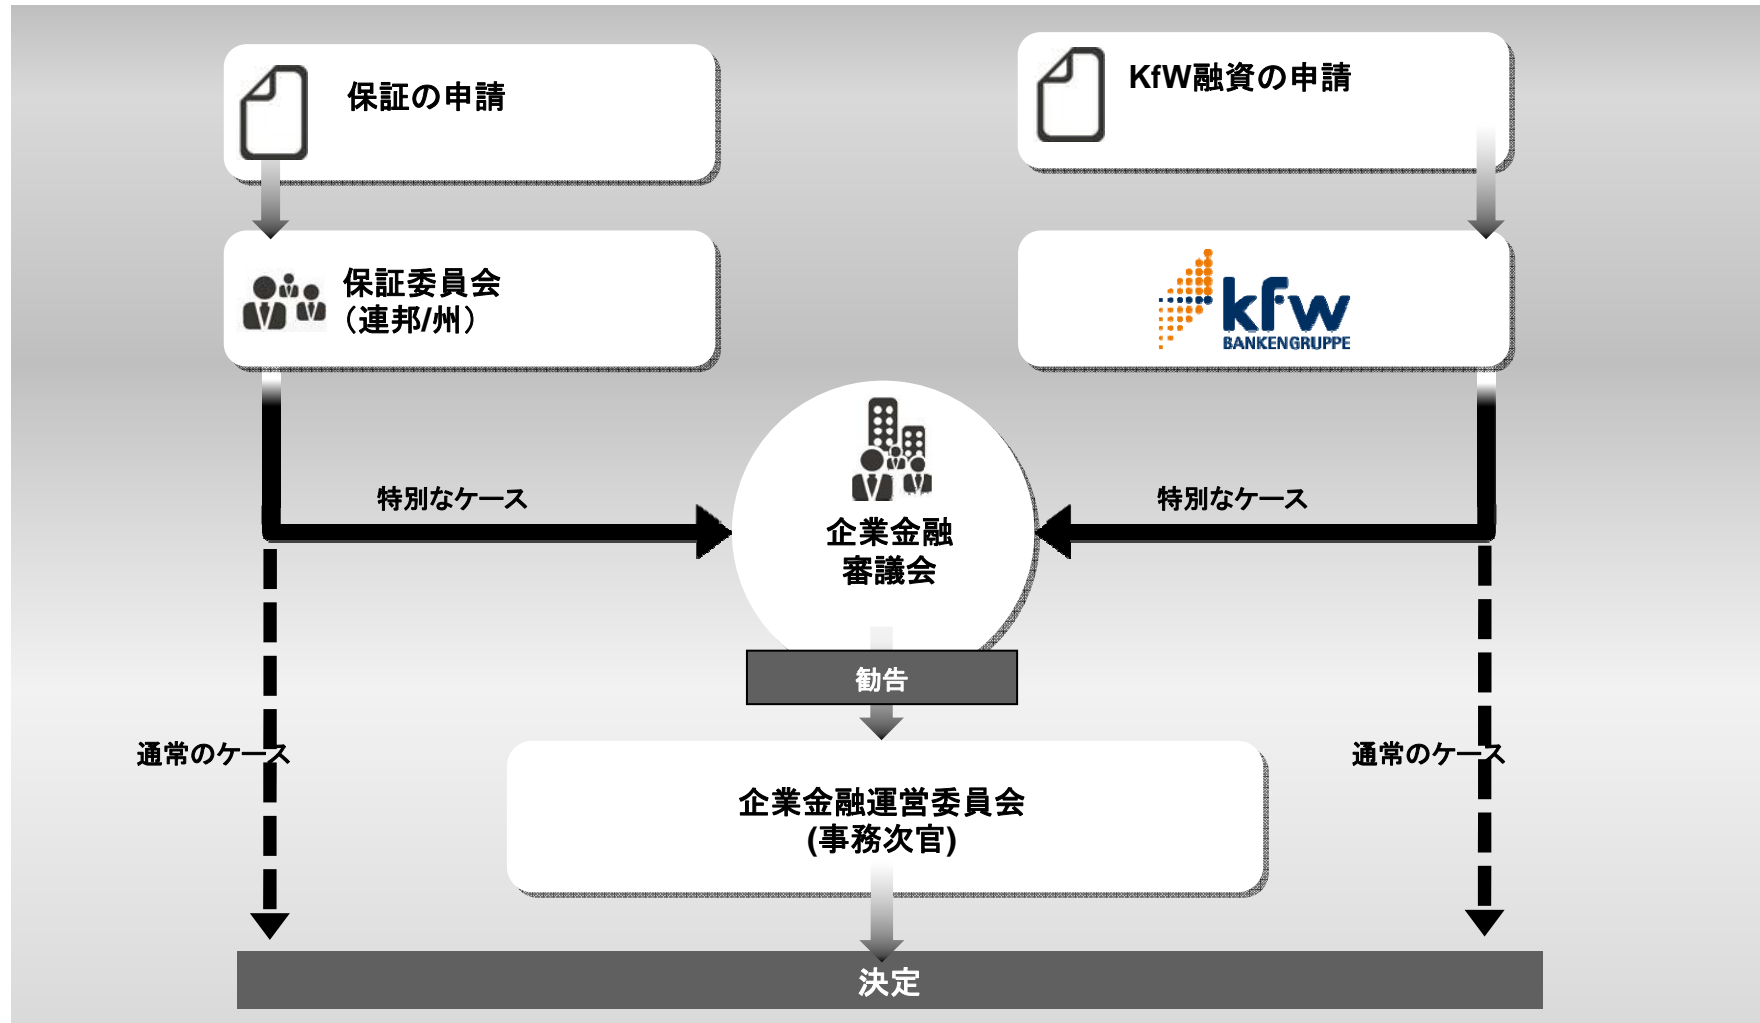 保証の申請
KfW融資の申請
保証委員会
（連邦/州）
kfw
BANKENGRUPPE
特別なケース
特別なケース
企業金融
審議会
勧告
通常のケース
通常のケース
企業金融運営委員会
(事務次官)
決定